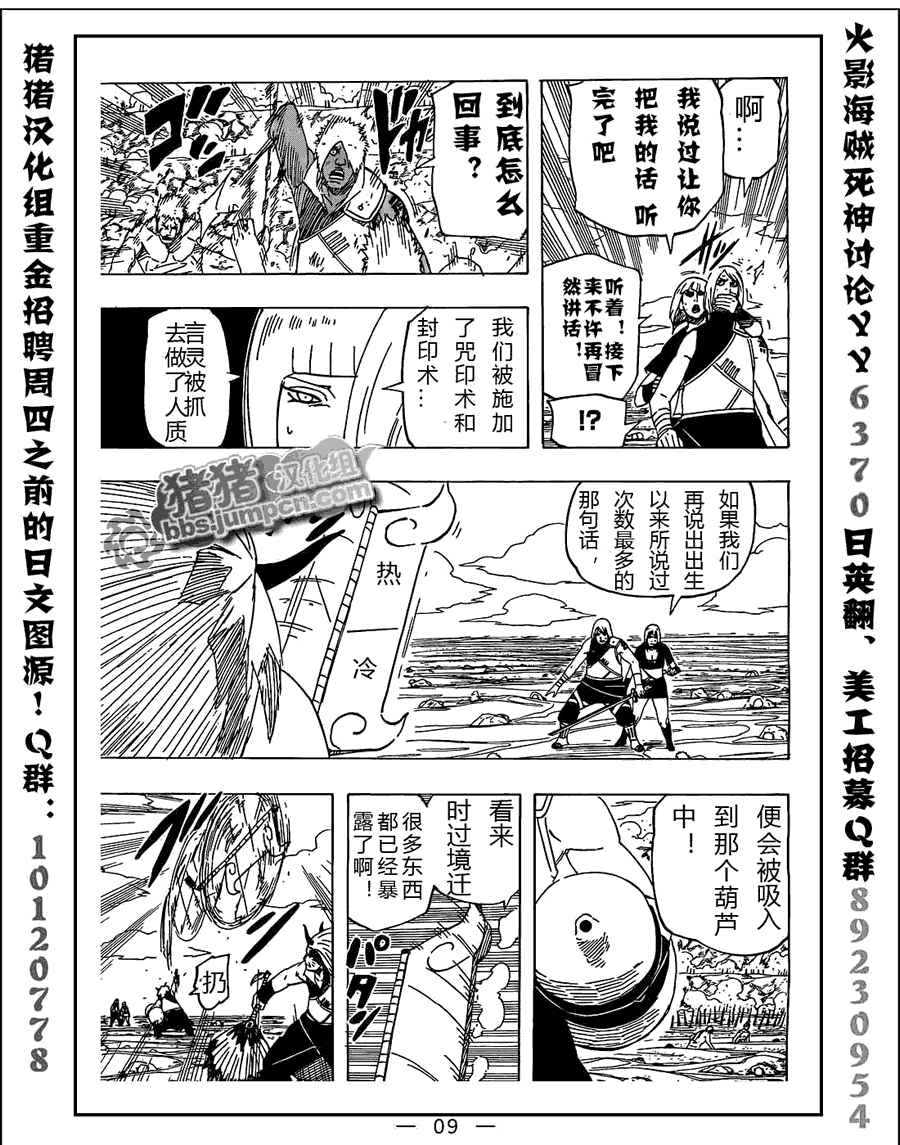 火影海贼死神讨论YY6370日英翻、美工招募Q群89230954
啊…
我说过让你
把我的话 听
完了吧
听着！接下
来不许再冒
然讲话！
!?
到底怎么
回事？
ゴゴ
ゴゴ
我们被施加
了咒印术和
封印术…
言灵被抓
去做了人
质
如果我们
再说出出生
以来所说过
次数最多的
那句话，
热
冷
猪猪汉化组
bbs.jumpcn.com
便会被吸入
到那个葫芦
中！
看来
时过境迁
很多东西
都已经暴
露了啊！
パタン
扔
猪猪汉化组重金招聘周四之前的日文图源！Q群：10120778
— 09 —